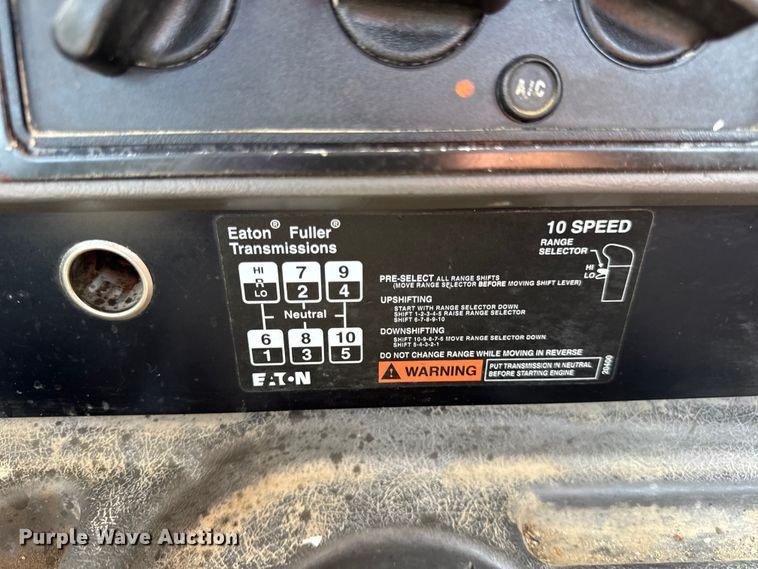 A/C
Eaton® Fuller®
Transmissions
10 SPEED
RANGE
SELECTOR
HI
LO
HI
R
LO
7
2
9
4
Neutral
6
1
8
3
10
5
EATON
PRE-SELECT ALL RANGE SHIFTS
(MOVE RANGE SELECTOR BEFORE MOVING SHIFT LEVER)
UPSHIFTING
START WITH RANGE SELECTOR DOWN
SHIFT 1-2-3-4-5 RAISE RANGE SELECTOR
SHIFT 6-7-8-9-10
DOWNSHIFTING
SHIFT 10-9-8-7-6 MOVE RANGE SELECTOR DOWN
SHIFT 5-4-3-2-1
DO NOT CHANGE RANGE WHILE MOVING IN REVERSE
WARNING
PUT TRANSMISSION IN NEUTRAL
BEFORE STARTING ENGINE
Purple Wave Auction